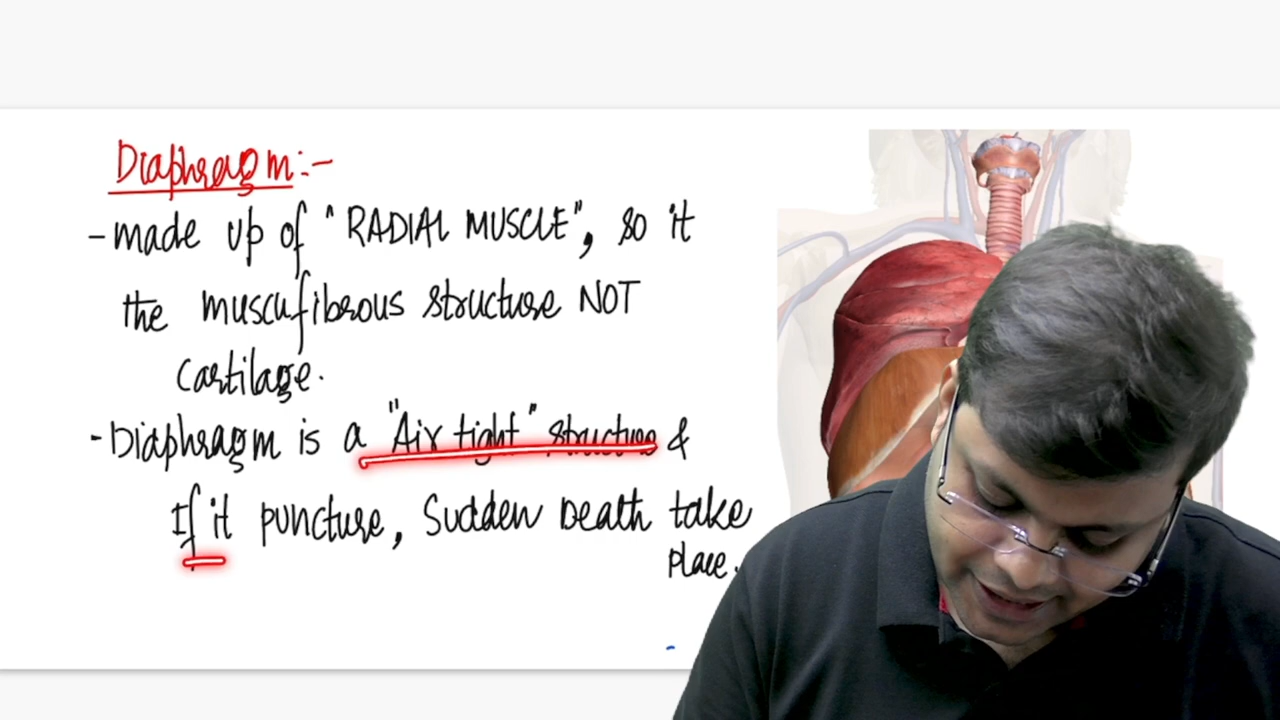 Diaphragm:-
- made up of "RADIAL MUSCLE", so it
the muscufibrous structure NOT
Cartilage.
- Diaphragm is a "Air tight" structure &
If it puncture, Sudden Death take
place.